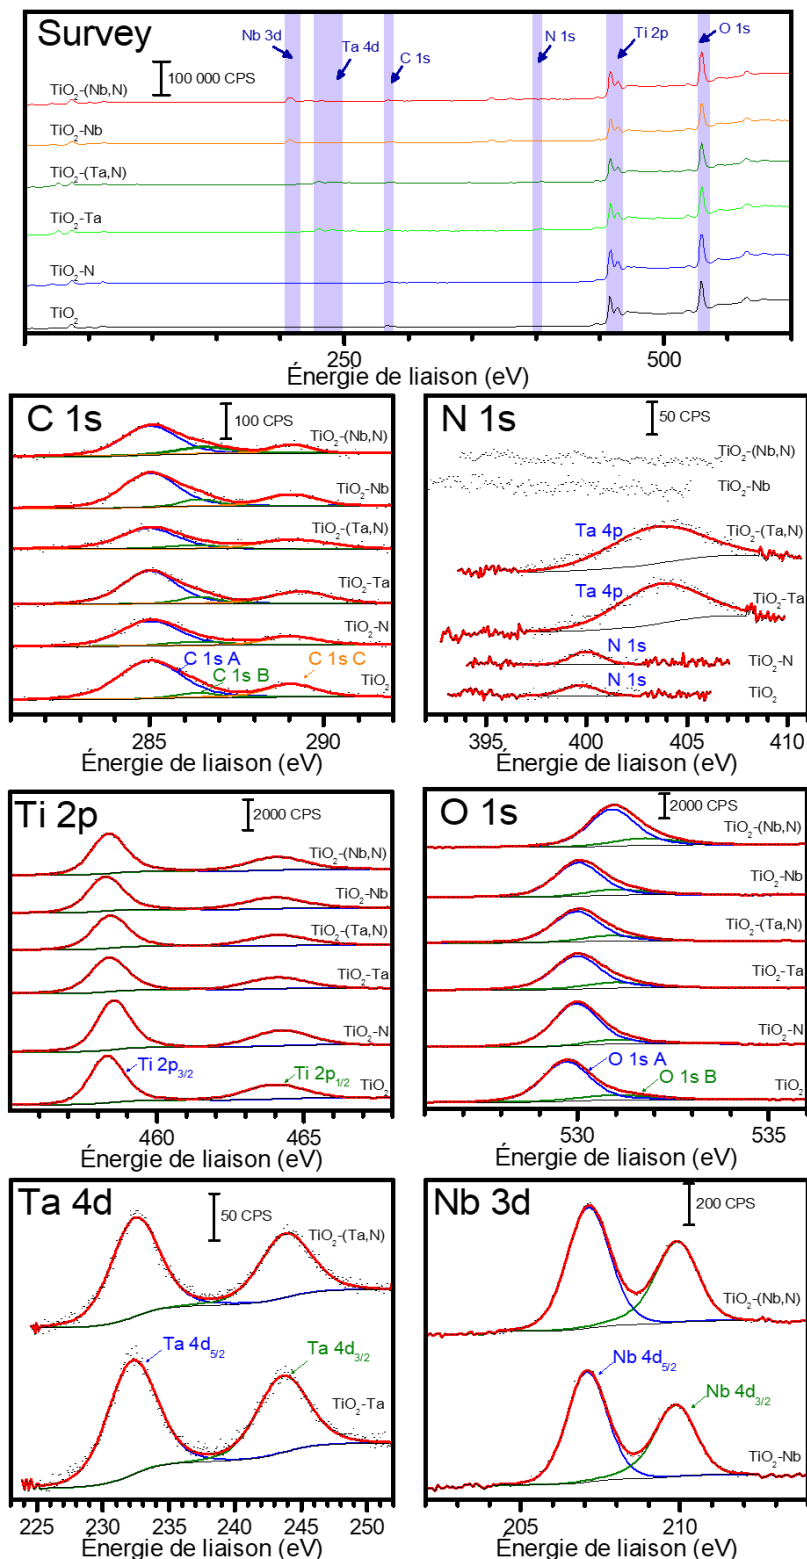 Survey
Nb 3d
Ta 4d
C 1s
N 1s
Ti 2p
O 1s
100 000 CPS
TiO₂-(Nb,N)
TiO₂-Nb
TiO₂-(Ta,N)
TiO₂-Ta
TiO₂-N
TiO₂
250 500
Énergie de liaison (eV)
C 1s
100 CPS
TiO₂-(Nb,N)
TiO₂-Nb
TiO₂-(Ta,N)
TiO₂-Ta
TiO₂-N
C 1s A
C 1s B
C 1s C
TiO₂
285 290
Énergie de liaison (eV)
N 1s
50 CPS
TiO₂-(Nb,N)
TiO₂-Nb
Ta 4p
TiO₂-(Ta,N)
Ta 4p
TiO₂-Ta
N 1s
TiO₂-N
N 1s
TiO₂
395 400 405 410
Énergie de liaison (eV)
Ti 2p
2000 CPS
TiO₂-(Nb,N)
TiO₂-Nb
TiO₂-(Ta,N)
TiO₂-Ta
TiO₂-N
Ti 2p₃/₂
Ti 2p₁/₂
TiO₂
460 465
Énergie de liaison (eV)
O 1s
2000 CPS
TiO₂-(Nb,N)
TiO₂-Nb
TiO₂-(Ta,N)
TiO₂-Ta
TiO₂-N
O 1s A
O 1s B
TiO₂
530 535
Énergie de liaison (eV)
Ta 4d
50 CPS
TiO₂-(Ta,N)
Ta 4d₅/₂
Ta 4d₃/₂
TiO₂-Ta
225 230 235 240 245 250
Énergie de liaison (eV)
Nb 3d
200 CPS
TiO₂-(Nb,N)
Nb 4d₅/₂
Nb 4d₃/₂
TiO₂-Nb
205 210
Énergie de liaison (eV)